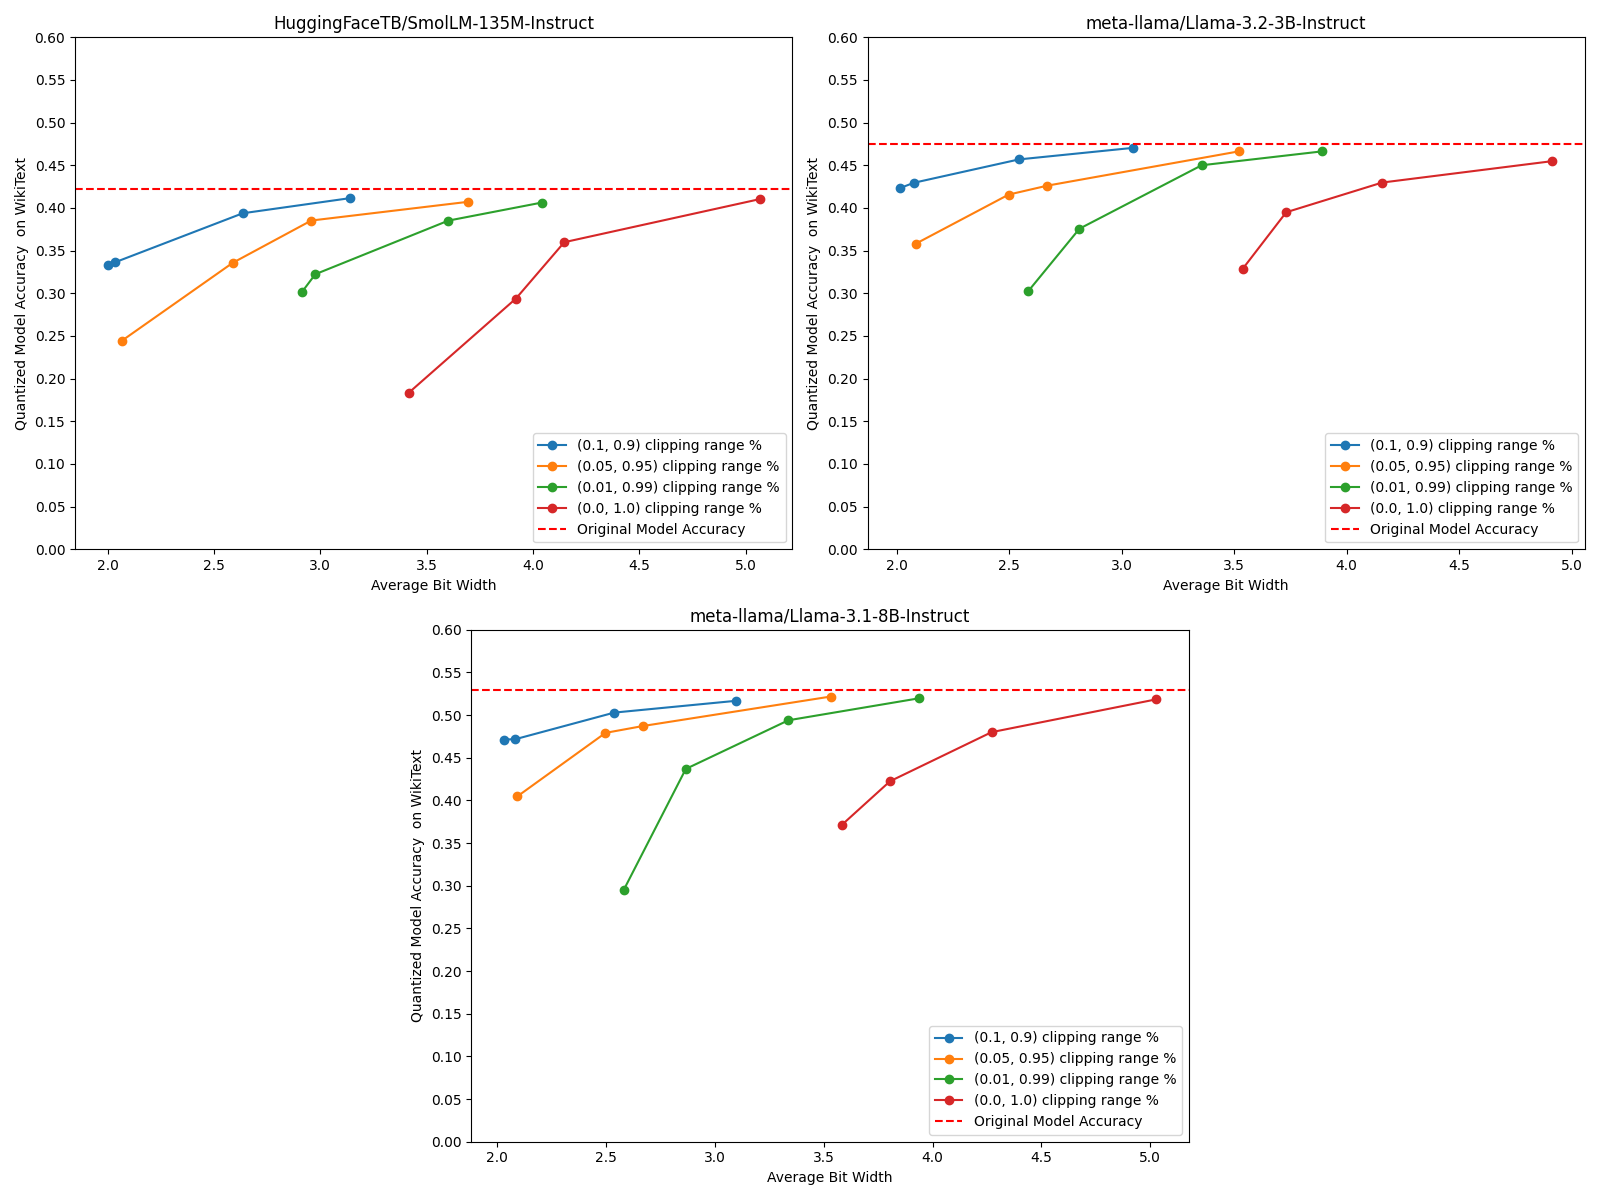 HuggingFaceTB/SmolLM-135M-Instruct
Quantized Model Accuracy  on WikiText
0.60
0.55
0.50
0.45
0.40
0.35
0.30
0.25
0.20
0.15
0.10
0.05
0.00
(0.1, 0.9) clipping range %
(0.05, 0.95) clipping range %
(0.01, 0.99) clipping range %
(0.0, 1.0) clipping range %
Original Model Accuracy
2.0 2.5 3.0 3.5 4.0 4.5 5.0
Average Bit Width
meta-llama/Llama-3.2-3B-Instruct
Quantized Model Accuracy  on WikiText
0.60
0.55
0.50
0.45
0.40
0.35
0.30
0.25
0.20
0.15
0.10
0.05
0.00
(0.1, 0.9) clipping range %
(0.05, 0.95) clipping range %
(0.01, 0.99) clipping range %
(0.0, 1.0) clipping range %
Original Model Accuracy
2.0 2.5 3.0 3.5 4.0 4.5 5.0
Average Bit Width
meta-llama/Llama-3.1-8B-Instruct
Quantized Model Accuracy  on WikiText
0.60
0.55
0.50
0.45
0.40
0.35
0.30
0.25
0.20
0.15
0.10
0.05
0.00
(0.1, 0.9) clipping range %
(0.05, 0.95) clipping range %
(0.01, 0.99) clipping range %
(0.0, 1.0) clipping range %
Original Model Accuracy
2.0 2.5 3.0 3.5 4.0 4.5 5.0
Average Bit Width